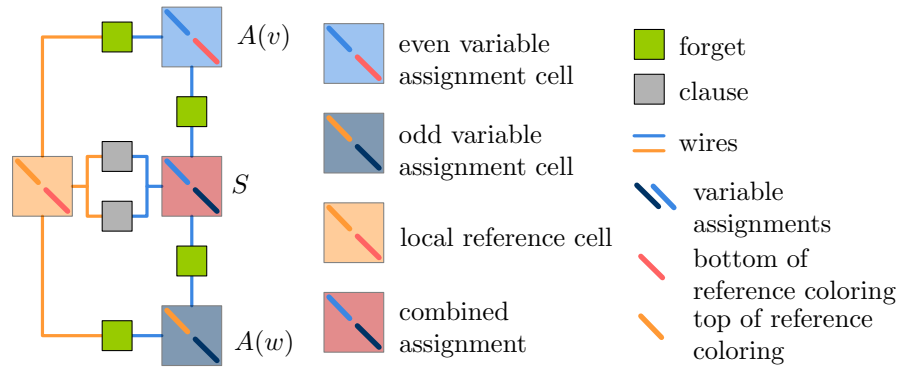 A(v)
S
A(w)
even variable
assignment cell
odd variable
assignment cell
local reference cell
combined
assignment
forget
clause
wires
variable
assignments
bottom of
reference coloring
top of reference
coloring